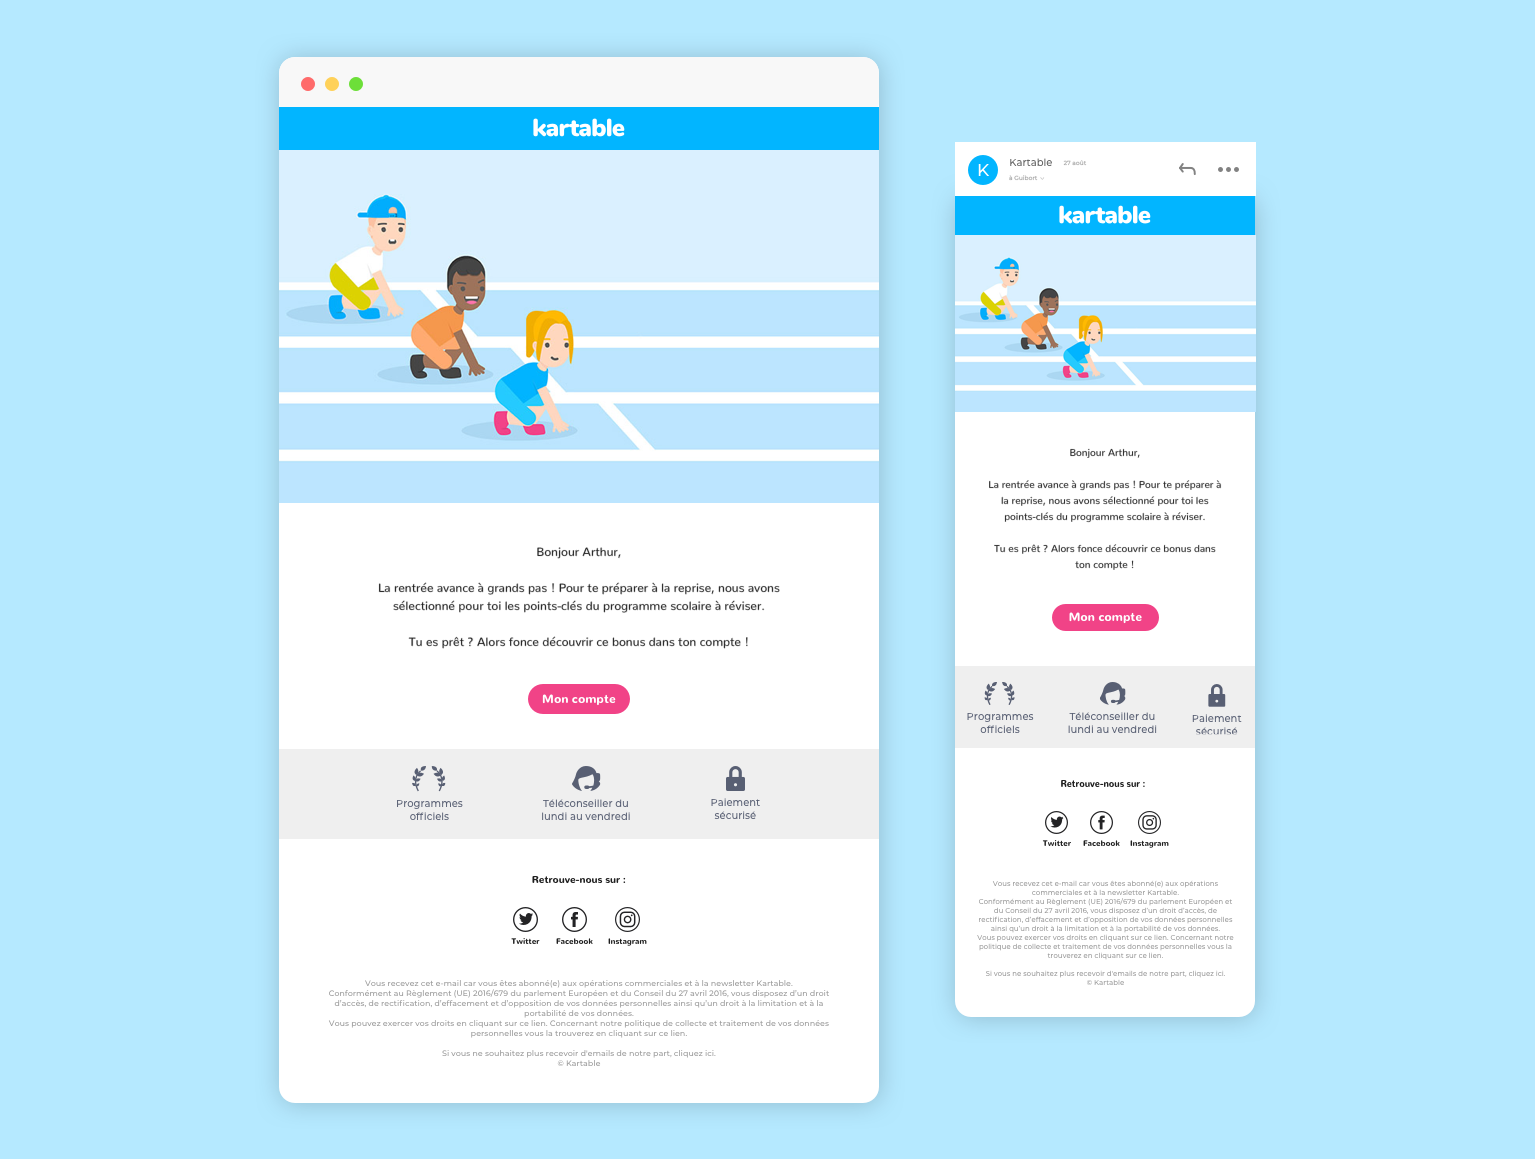 kartable
Bonjour Arthur,
La rentrée avance à grands pas ! Pour te préparer à la reprise, nous avons
sélectionné pour toi les points-clés du programme scolaire à réviser.
Tu es prêt ? Alors fonce découvrir ce bonus dans ton compte !
Mon compte
Programmes
officiels
Téléconseiller du
lundi au vendredi
Paiement
sécurisé
Retrouve-nous sur :
Twitter
Facebook
Instagram
Vous recevez cet e-mail car vous êtes abonné(e) aux opérations commerciales et à la newsletter Kartable.
Conformément au Règlement (UE) 2016/679 du parlement Européen et du Conseil du 27 avril 2016, vous disposez d'un droit
d'accès, de rectification, d'effacement et d'opposition de vos données personnelles ainsi qu'un droit à la limitation et à la
portabilité de vos données.
Vous pouvez exercer vos droits en cliquant sur ce lien. Concernant notre politique de collecte et traitement de vos données
personnelles vous la trouverez en cliquant sur ce lien.
Si vous ne souhaitez plus recevoir d'emails de notre part, cliquez ici.
© Kartable
K
Kartable 27 août
à Guibert
kartable
Bonjour Arthur,
La rentrée avance à grands pas ! Pour te préparer à
la reprise, nous avons sélectionné pour toi les
points-clés du programme scolaire à réviser.
Tu es prêt ? Alors fonce découvrir ce bonus dans
ton compte !
Mon compte
Programmes
officiels
Téléconseiller du
lundi au vendredi
Paiement
sécurisé
Retrouve-nous sur :
Twitter
Facebook
Instagram
Vous recevez cet e-mail car vous êtes abonné(e) aux opérations
commerciales et à la newsletter Kartable.
Conformément au Règlement (UE) 2016/679 du parlement Européen et
du Conseil du 27 avril 2016, vous disposez d'un droit d'accès, de
rectification, d'effacement et d'opposition de vos données personnelles
ainsi qu'un droit à la limitation et à la portabilité de vos données.
Vous pouvez exercer vos droits en cliquant sur ce lien. Concernant notre
politique de collecte et traitement de vos données personnelles vous la
trouverez en cliquant sur ce lien.
Si vous ne souhaitez plus recevoir d'emails de notre part, cliquez ici.
© Kartable